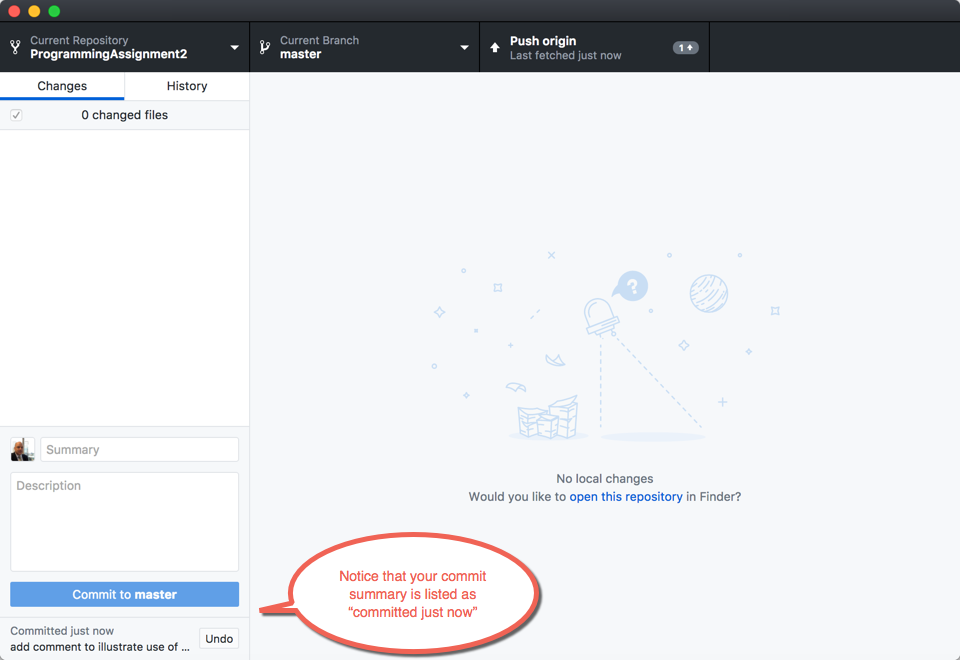 Current Repository
ProgrammingAssignment2
Current Branch
master
Push origin
Last fetched just now
1
Changes
History
0 changed files
?
No local changes
Would you like to open this repository in Finder?
Summary
Description
Commit to master
Committed just now
add comment to illustrate use of ...
Undo
Notice that your commit
summary is listed as
“committed just now”